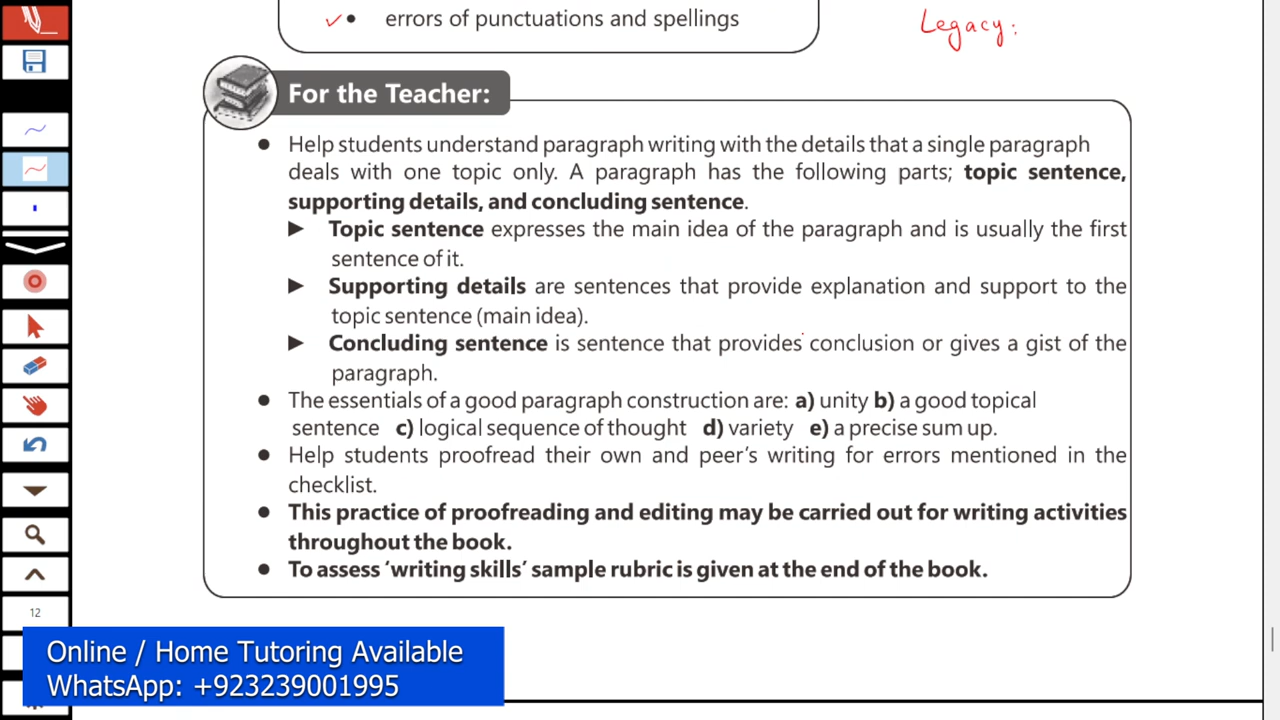 • errors of punctuations and spellings
Legacy:
For the Teacher:
• Help students understand paragraph writing with the details that a single paragraph
deals with one topic only. A paragraph has the following parts; topic sentence,
supporting details, and concluding sentence.
► Topic sentence expresses the main idea of the paragraph and is usually the first
sentence of it.
► Supporting details are sentences that provide explanation and support to the
topic sentence (main idea).
► Concluding sentence is sentence that provides conclusion or gives a gist of the
paragraph.
• The essentials of a good paragraph construction are: a) unity b) a good topical
sentence c) logical sequence of thought d) variety e) a precise sum up.
• Help students proofread their own and peer's writing for errors mentioned in the
checklist.
• This practice of proofreading and editing may be carried out for writing activities
throughout the book.
• To assess ‘writing skills’ sample rubric is given at the end of the book.
12
Online / Home Tutoring Available
WhatsApp: +923239001995